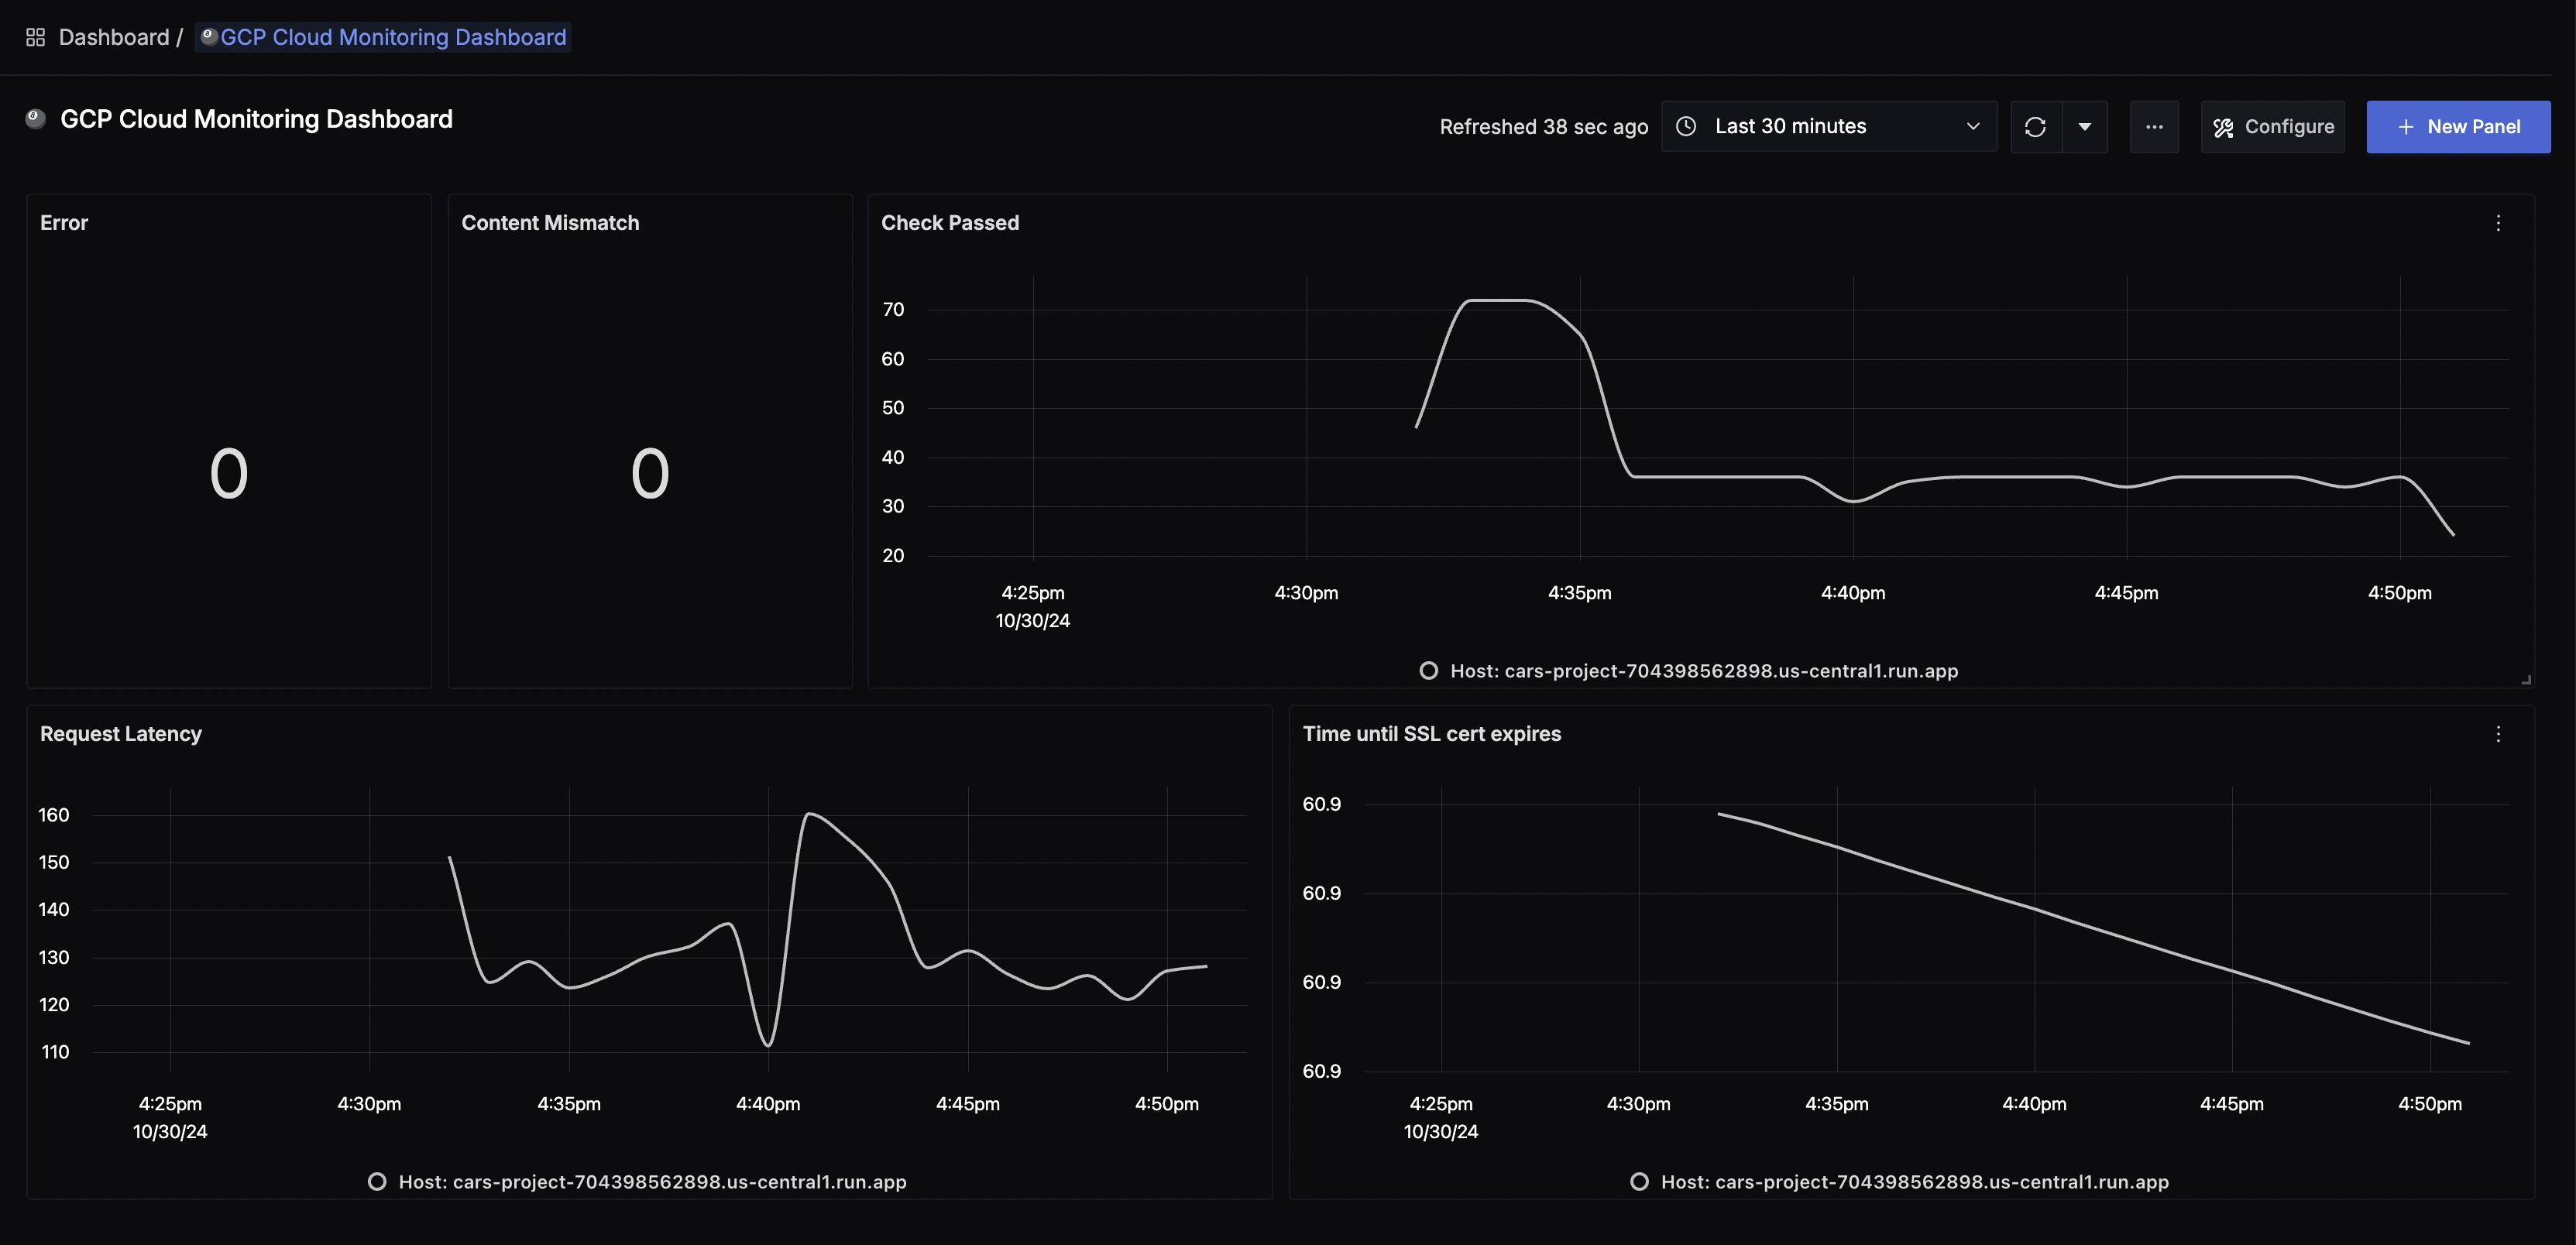 Dashboard / GCP Cloud Monitoring Dashboard
GCP Cloud Monitoring Dashboard
Refreshed 38 sec ago
Last 30 minutes
Configure
New Panel
Error
0
Content Mismatch
0
Check Passed
70
60
50
40
30
20
4:25pm 4:30pm 4:35pm 4:40pm 4:45pm 4:50pm
10/30/24
Host: cars-project-704398562898.us-central1.run.app
Request Latency
160
150
140
130
120
110
4:25pm 4:30pm 4:35pm 4:40pm 4:45pm 4:50pm
10/30/24
Host: cars-project-704398562898.us-central1.run.app
Time until SSL cert expires
60.9
60.9
60.9
60.9
4:25pm 4:30pm 4:35pm 4:40pm 4:45pm 4:50pm
10/30/24
Host: cars-project-704398562898.us-central1.run.app